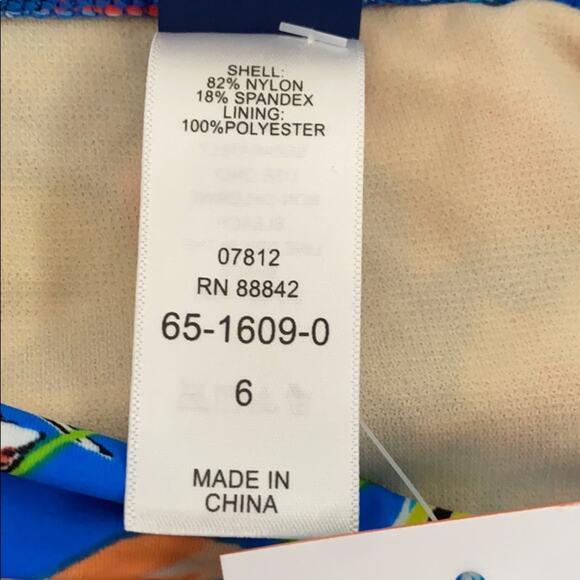 SHELL:
82% NYLON
18% SPANDEX
LINING:
100%POLYESTER
07812
RN 88842
65-1609-0
6
MADE IN
CHINA